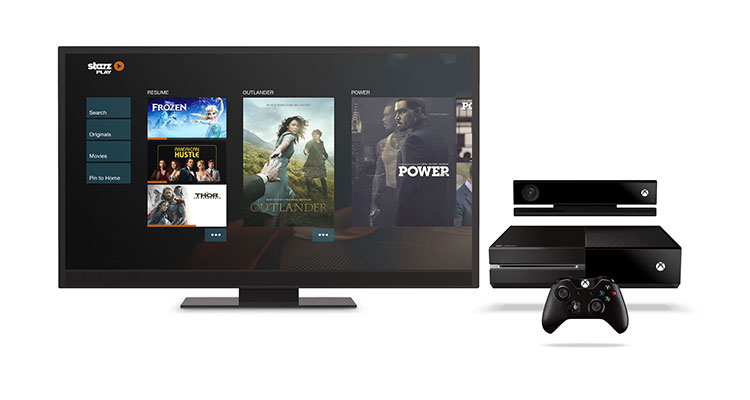 starz
PLAY
Search
Originals
Movies
Pin to Home
RESUME
FROZEN
AMERICAN
HUSTLE
THOR
OUTLANDER
OUTLANDER
POWER
POWER